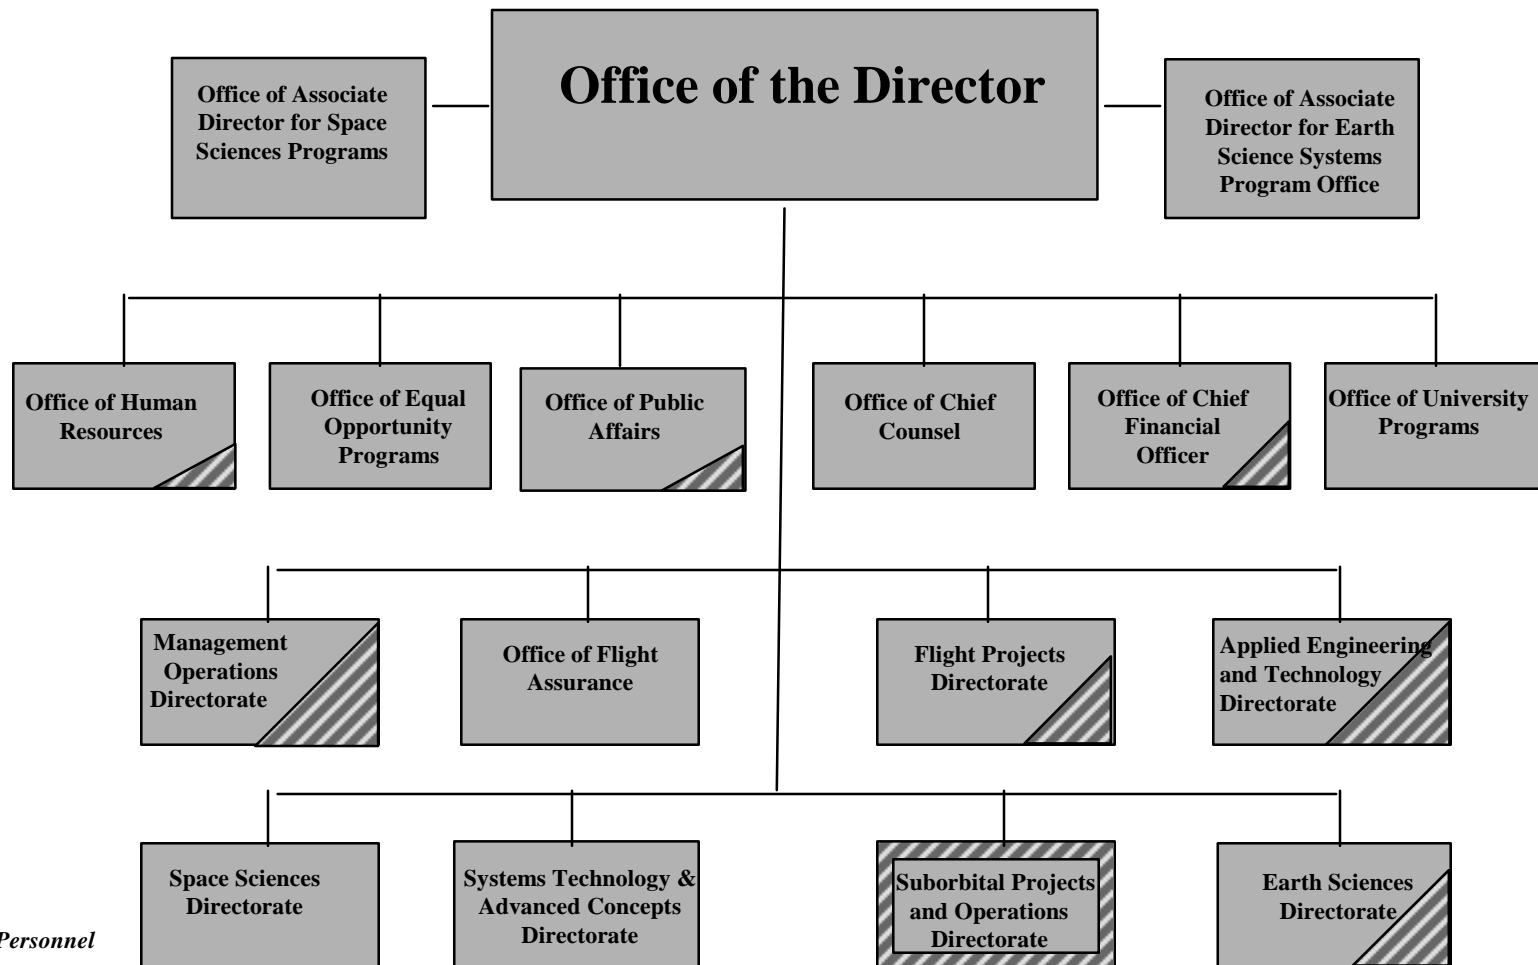 Office of the Director
Office of Associate
Director for Space
Sciences Programs
Office of Associate
Director for Earth
Science Systems
Program Office
Office of Human
Resources
Office of Equal
Opportunity
Programs
Office of Public
Affairs
Office of Chief
Counsel
Office of Chief
Financial
Officer
Office of University
Programs
Management
Operations
Directorate
Office of Flight
Assurance
Flight Projects
Directorate
Applied Engineering
and Technology
Directorate
Space Sciences
Directorate
Systems Technology &
Advanced Concepts
Directorate
Suborbital Projects
and Operations
Directorate
Earth Sciences
Directorate
Personnel